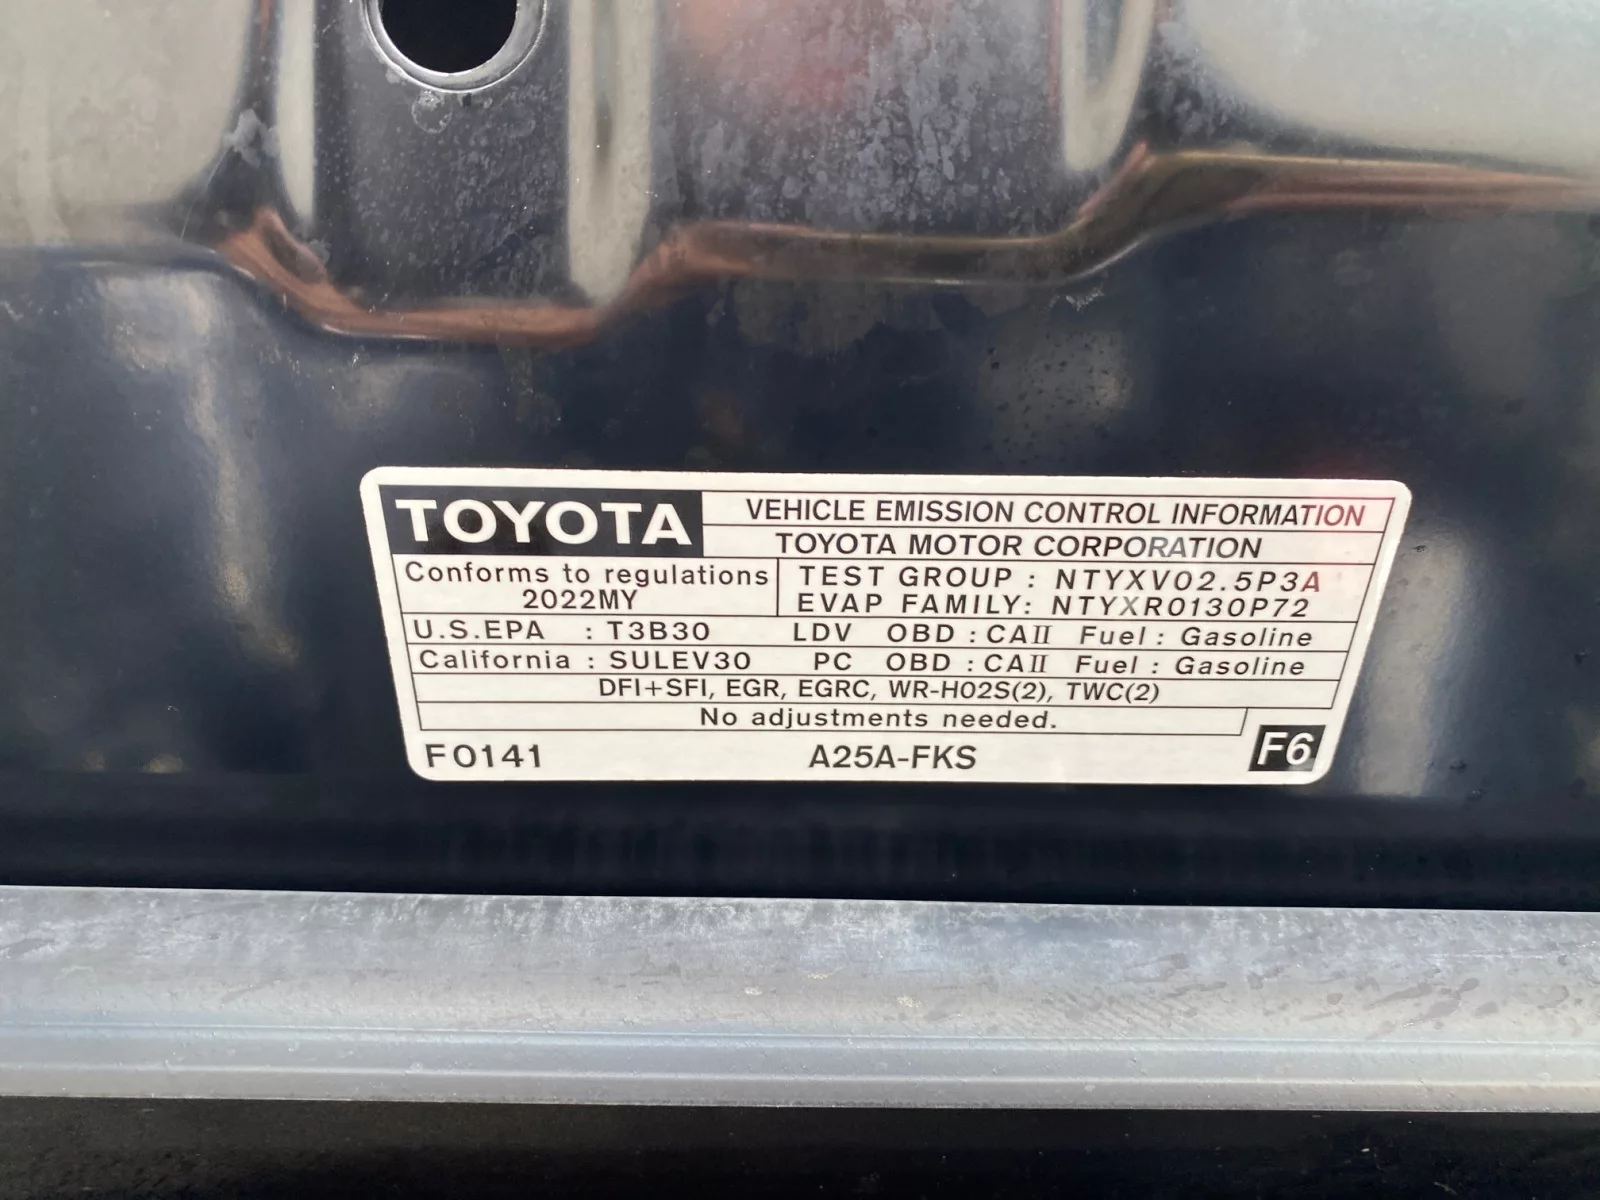 TOYOTA
VEHICLE EMISSION CONTROL INFORMATION
TOYOTA MOTOR CORPORATION
Conforms to regulations
2022MY
TEST GROUP : NTYXV02.5P3A
EVAP FAMILY: NTYXR0130P72
U.S.EPA : T3B30 LDV OBD : CAII Fuel : Gasoline
California : SULEV30 PC OBD : CAII Fuel : Gasoline
DFI+SFI, EGR, EGRC, WR-HO2S(2), TWC(2)
No adjustments needed.
F0141 A25A-FKS F6